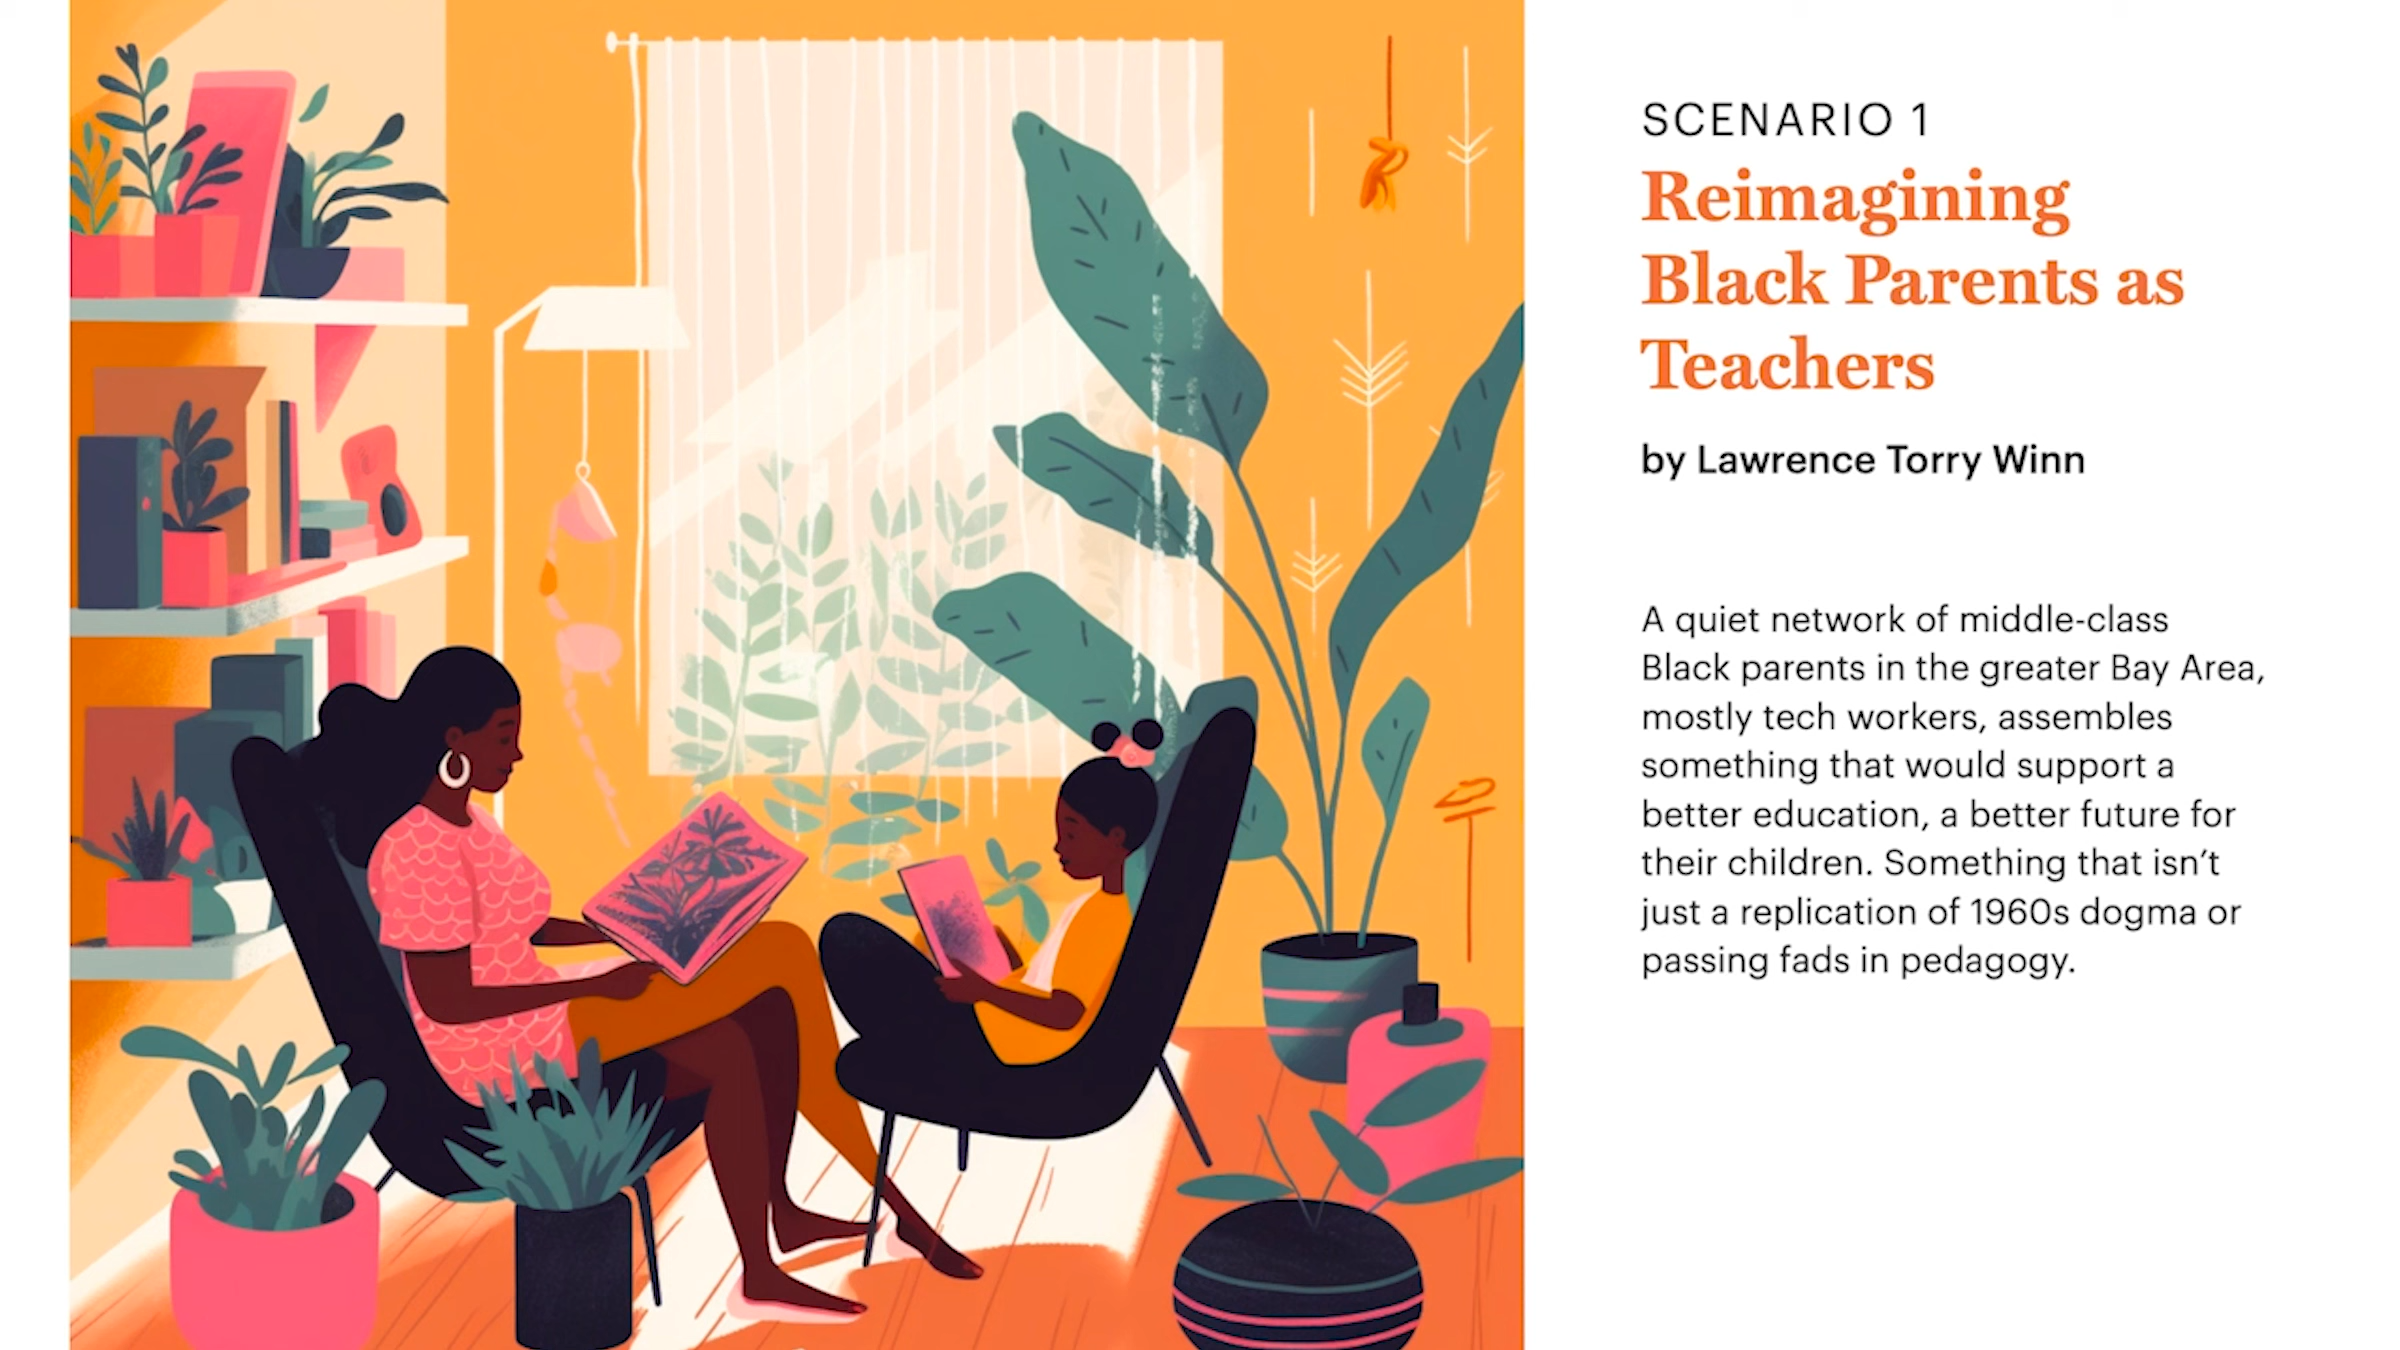 SCENARIO 1
Reimagining
Black Parents as
Teachers
by Lawrence Torry Winn
A quiet network of middle-class
Black parents in the greater Bay Area,
mostly tech workers, assembles
something that would support a
better education, a better future for
their children. Something that isn’t
just a replication of 1960s dogma or
passing fads in pedagogy.